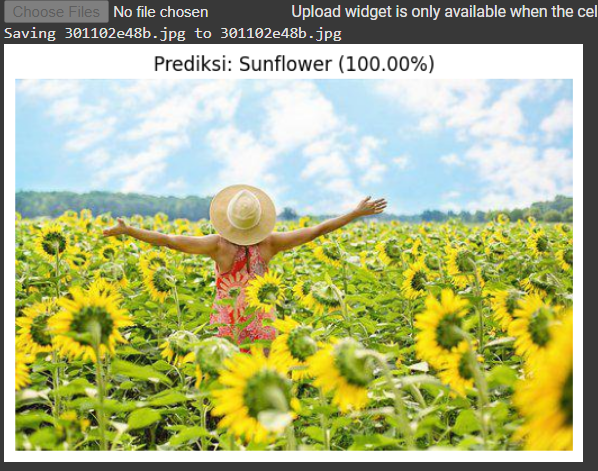 Choose Files No file chosen Upload widget is only available when the cel
Saving 301102e48b.jpg to 301102e48b.jpg
Prediksi: Sunflower (100.00%)